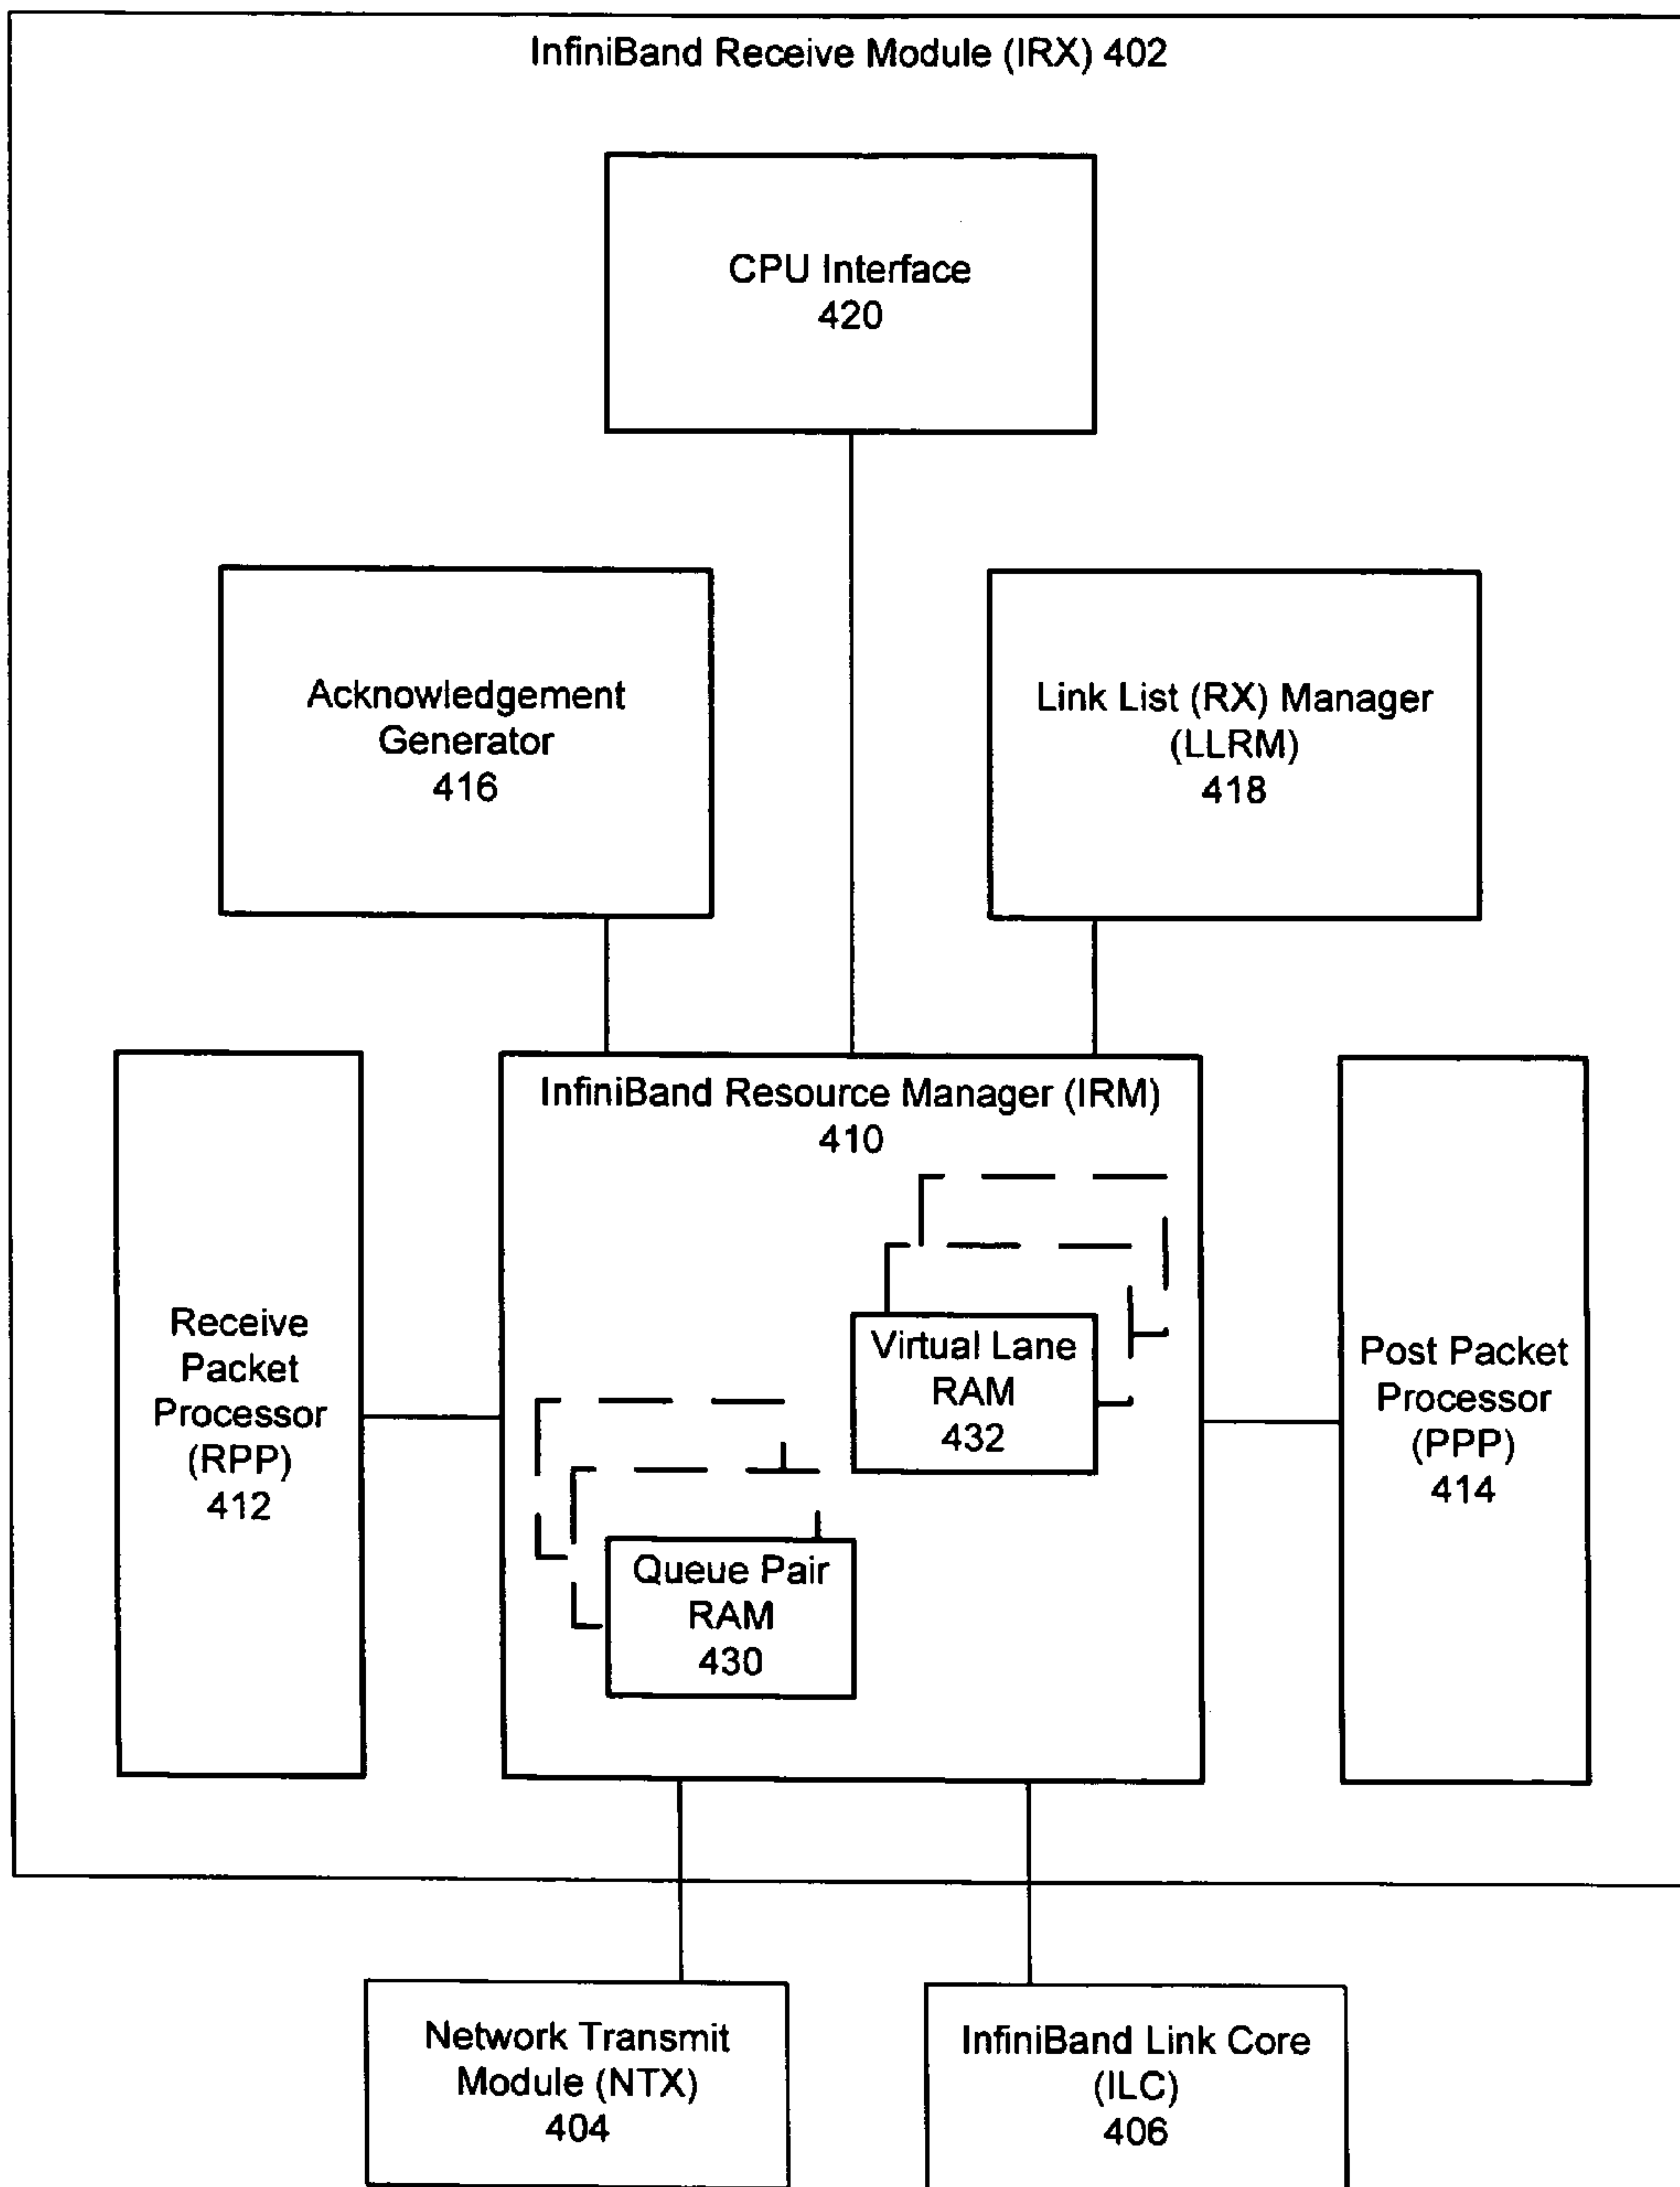 InfiniBand Receive Module (IRX) 402
CPU Interface
420
Acknowledgement
Generator
416
Link List (RX) Manager
(LLRM)
418
InfiniBand Resource Manager (IRM)
410
Receive
Packet
Processor
(RPP)
412
Virtual Lane
RAM
432
Post Packet
Processor
(PPP)
414
Queue Pair
RAM
430
Network Transmit
Module (NTX)
404
InfiniBand Link Core
(ILC)
406